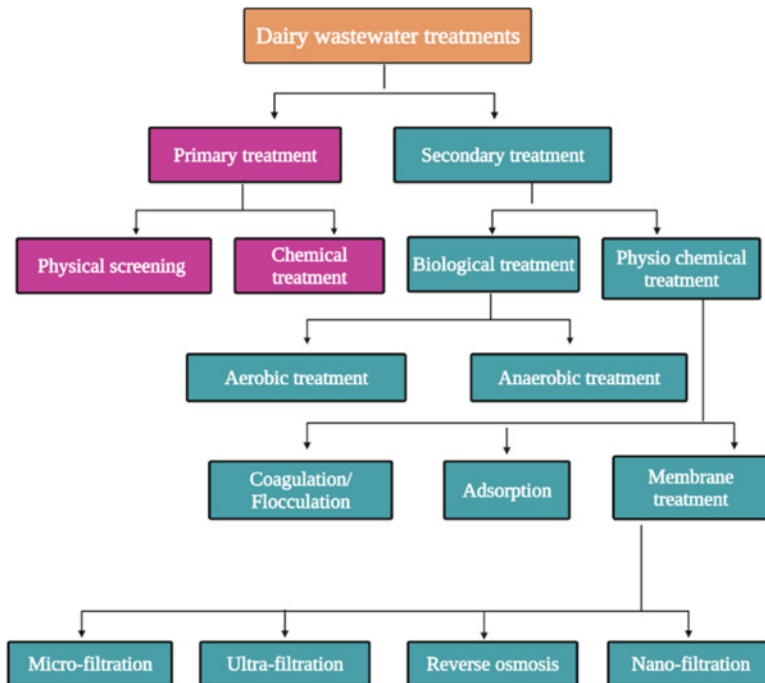 Dairy wastewater treatments
Primary treatment
Secondary treatment
Physical screening
Chemical
treatment
Biological treatment
Physio chemical
treatment
Aerobic treatment
Anaerobic treatment
Coagulation/
Flocculation
Adsorption
Membrane
treatment
Micro-filtration
Ultra-filtration
Reverse osmosis
Nano-filtration